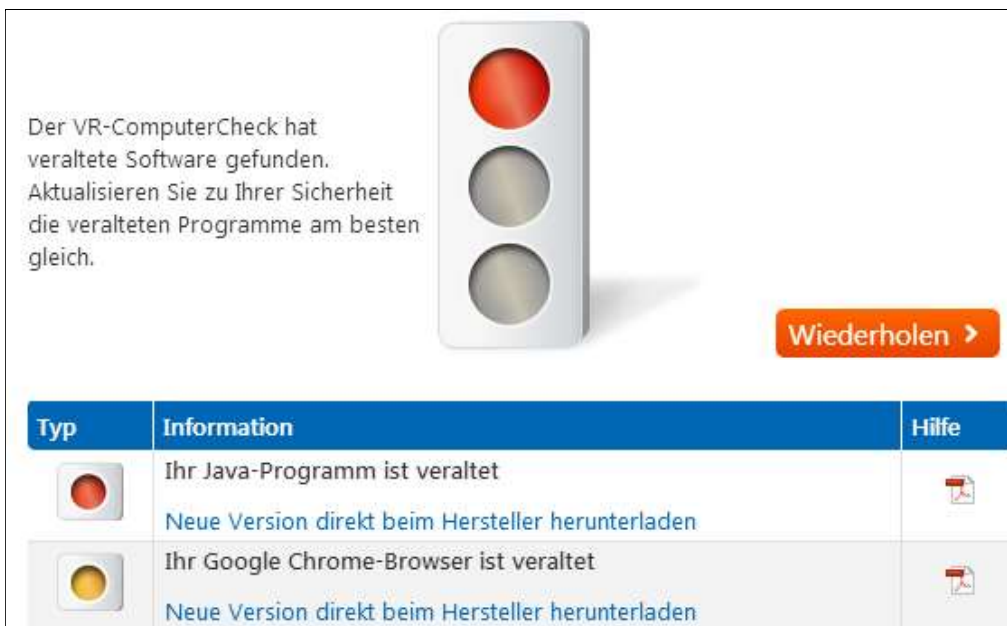 Der VR-ComputerCheck hat
veraltete Software gefunden.
Aktualisieren Sie zu Ihrer Sicherheit
die veralteten Programme am besten
gleich.
Wiederholen
Typ Information Hilfe
Ihr Java-Programm ist veraltet
Neue Version direkt beim Hersteller herunterladen
Ihr Google Chrome-Browser ist veraltet
Neue Version direkt beim Hersteller herunterladen